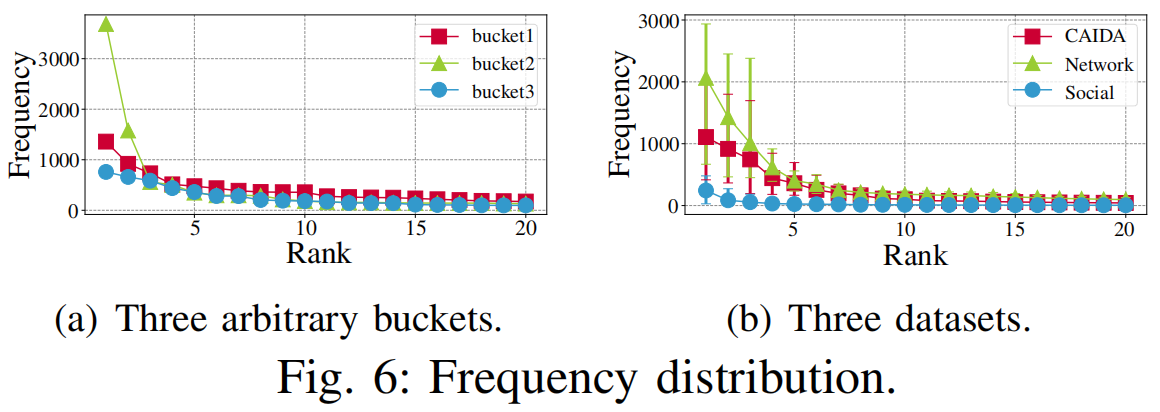 Frequency
3000
2000
1000
0
5
10
15
20
Rank
bucket1
bucket2
bucket3
(a) Three arbitrary buckets.
Frequency
3000
2000
1000
0
5
10
15
20
Rank
CAIDA
Network
Social
(b) Three datasets.
Fig. 6: Frequency distribution.